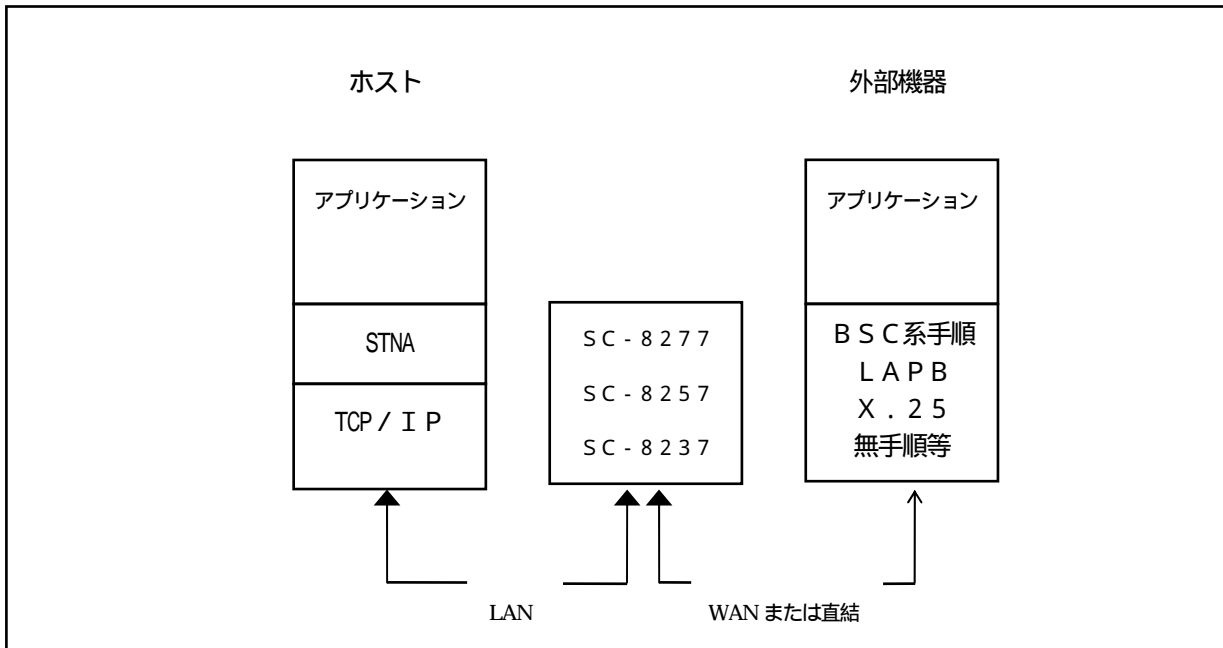 ホスト
外部機器
アプリケーション
アプリケーション
STNA
TCP/ＩＰ
ＳＣ-８２７７
ＳＣ-８２５７
ＳＣ-８２３７
ＢＳＣ系手順
ＬＡＰＢ
Ｘ．２５
無手順等
LAN
WAN または直結